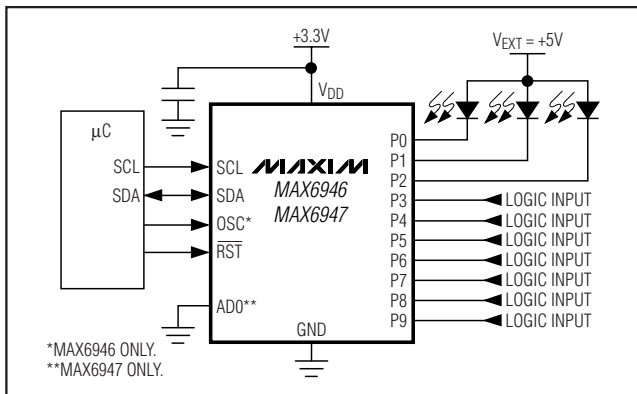 +3.3V
VEXT = +5V
VDD
μC
SCL
SDA
SCL
SDA
OSC*
RST
AD0**
MAXIM
MAX6946
MAX6947
GND
P0
P1
P2
P3
P4
P5
P6
P7
P8
P9
LOGIC INPUT
LOGIC INPUT
LOGIC INPUT
LOGIC INPUT
LOGIC INPUT
LOGIC INPUT
LOGIC INPUT
*MAX6946 ONLY.
**MAX6947 ONLY.